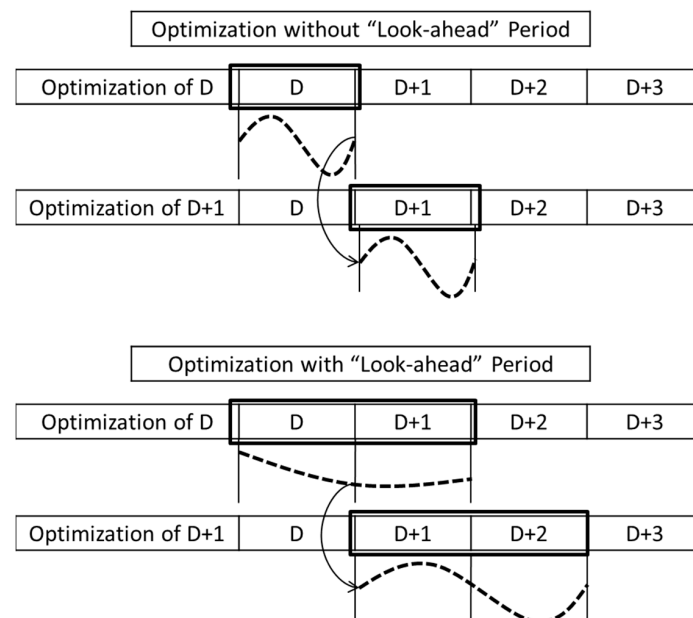 Optimization without “Look-ahead” Period
Optimization of D D D+1 D+2 D+3
Optimization of D+1 D D+1 D+2 D+3
Optimization with “Look-ahead” Period
Optimization of D D D+1 D+2 D+3
Optimization of D+1 D D+1 D+2 D+3